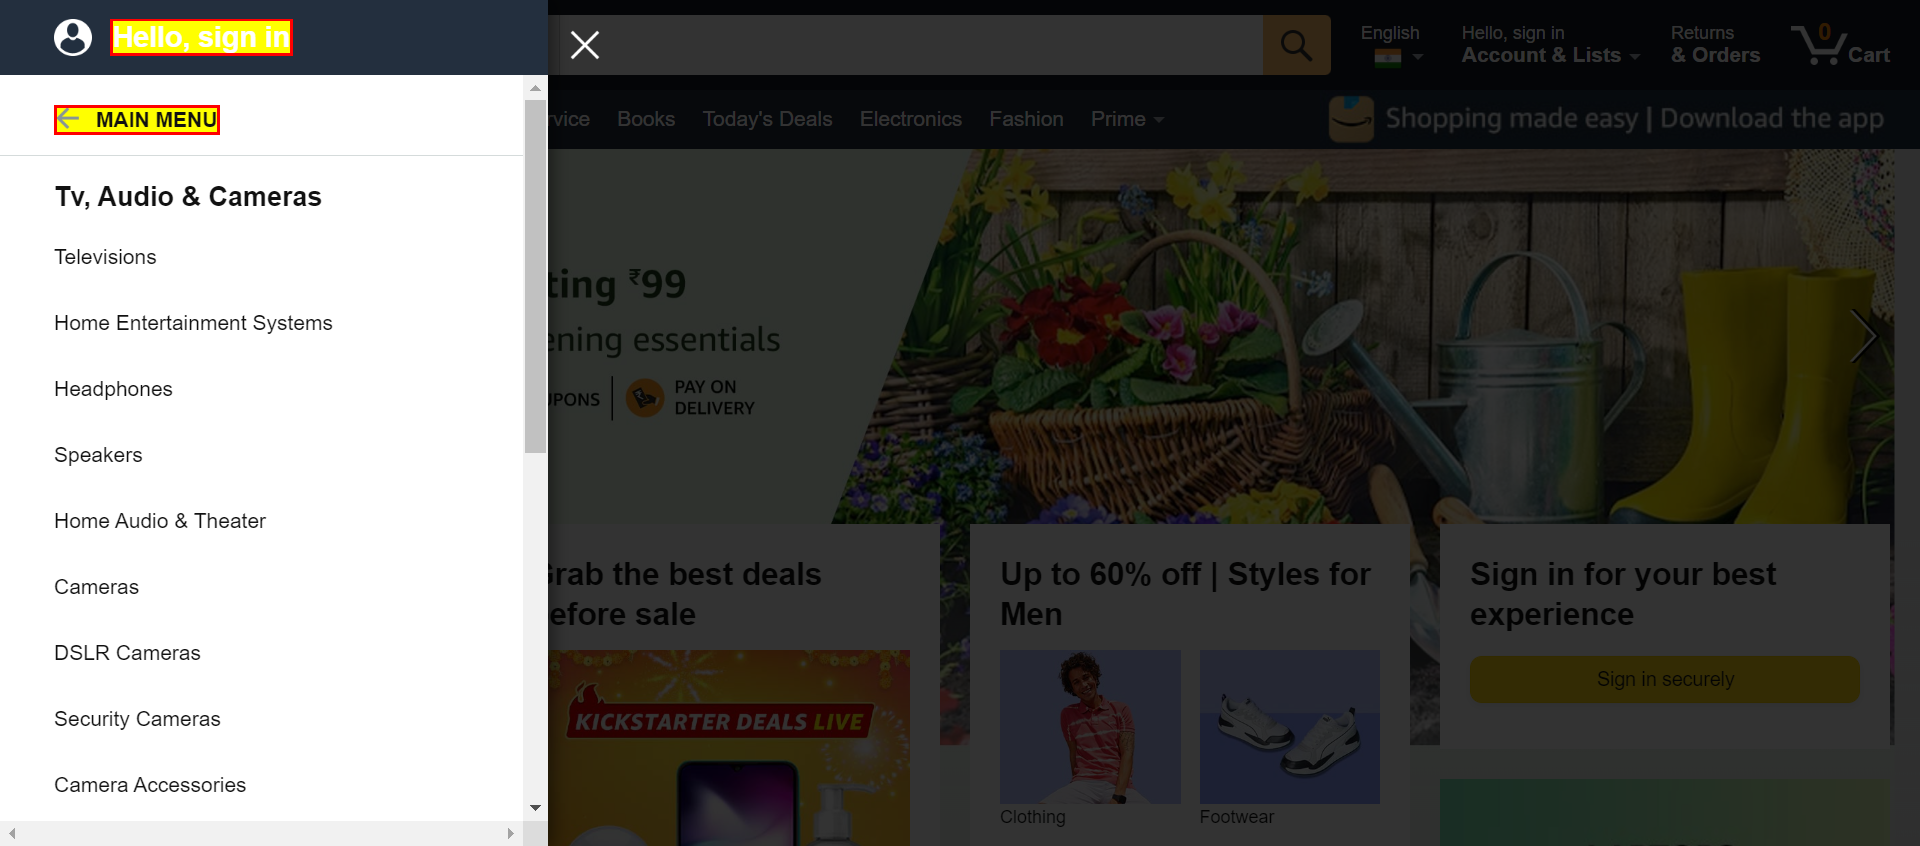 Hello, sign in
English
Hello, sign in
Account & Lists
Returns
& Orders
0
Cart
MAIN MENU
rvice
Books
Today's Deals
Electronics
Fashion
Prime
Shopping made easy | Download the app
Tv, Audio & Cameras
Televisions
Home Entertainment Systems
Headphones
Speakers
Home Audio & Theater
Cameras
DSLR Cameras
Security Cameras
Camera Accessories
ting ₹99
ening essentials
UPONS
PAY ON
DELIVERY
Grab the best deals
efore sale
KICKSTARTER DEALS LIVE
Up to 60% off | Styles for
Men
Clothing
Footwear
Sign in for your best
experience
Sign in securely